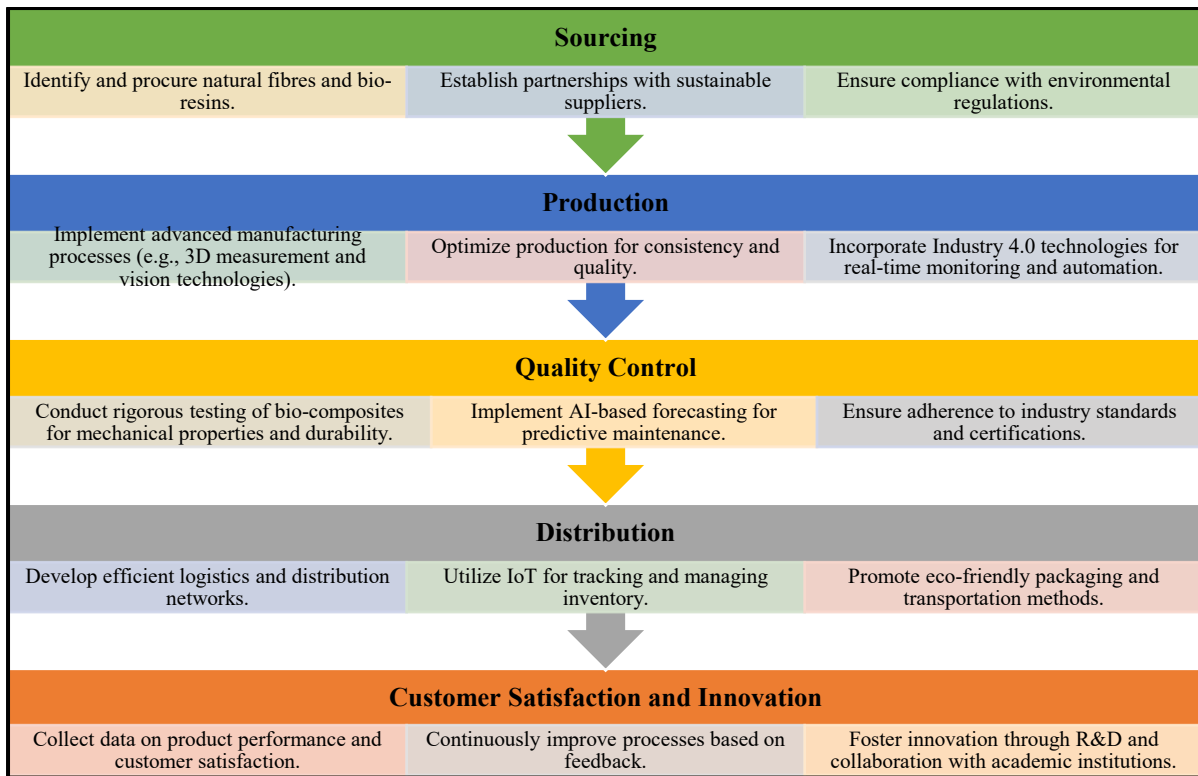 Sourcing
Identify and procure natural fibres and bio-
resins.
Establish partnerships with sustainable
suppliers.
Ensure compliance with environmental
regulations.
Production
Implement advanced manufacturing
processes (e.g., 3D measurement and
vision technologies).
Optimize production for consistency and
quality.
Incorporate Industry 4.0 technologies for
real-time monitoring and automation.
Quality Control
Conduct rigorous testing of bio-composites
for mechanical properties and durability.
Implement AI-based forecasting for
predictive maintenance.
Ensure adherence to industry standards
and certifications.
Distribution
Develop efficient logistics and distribution
networks.
Utilize IoT for tracking and managing
inventory.
Promote eco-friendly packaging and
transportation methods.
Customer Satisfaction and Innovation
Collect data on product performance and
customer satisfaction.
Continuously improve processes based on
feedback.
Foster innovation through R&D and
collaboration with academic institutions.